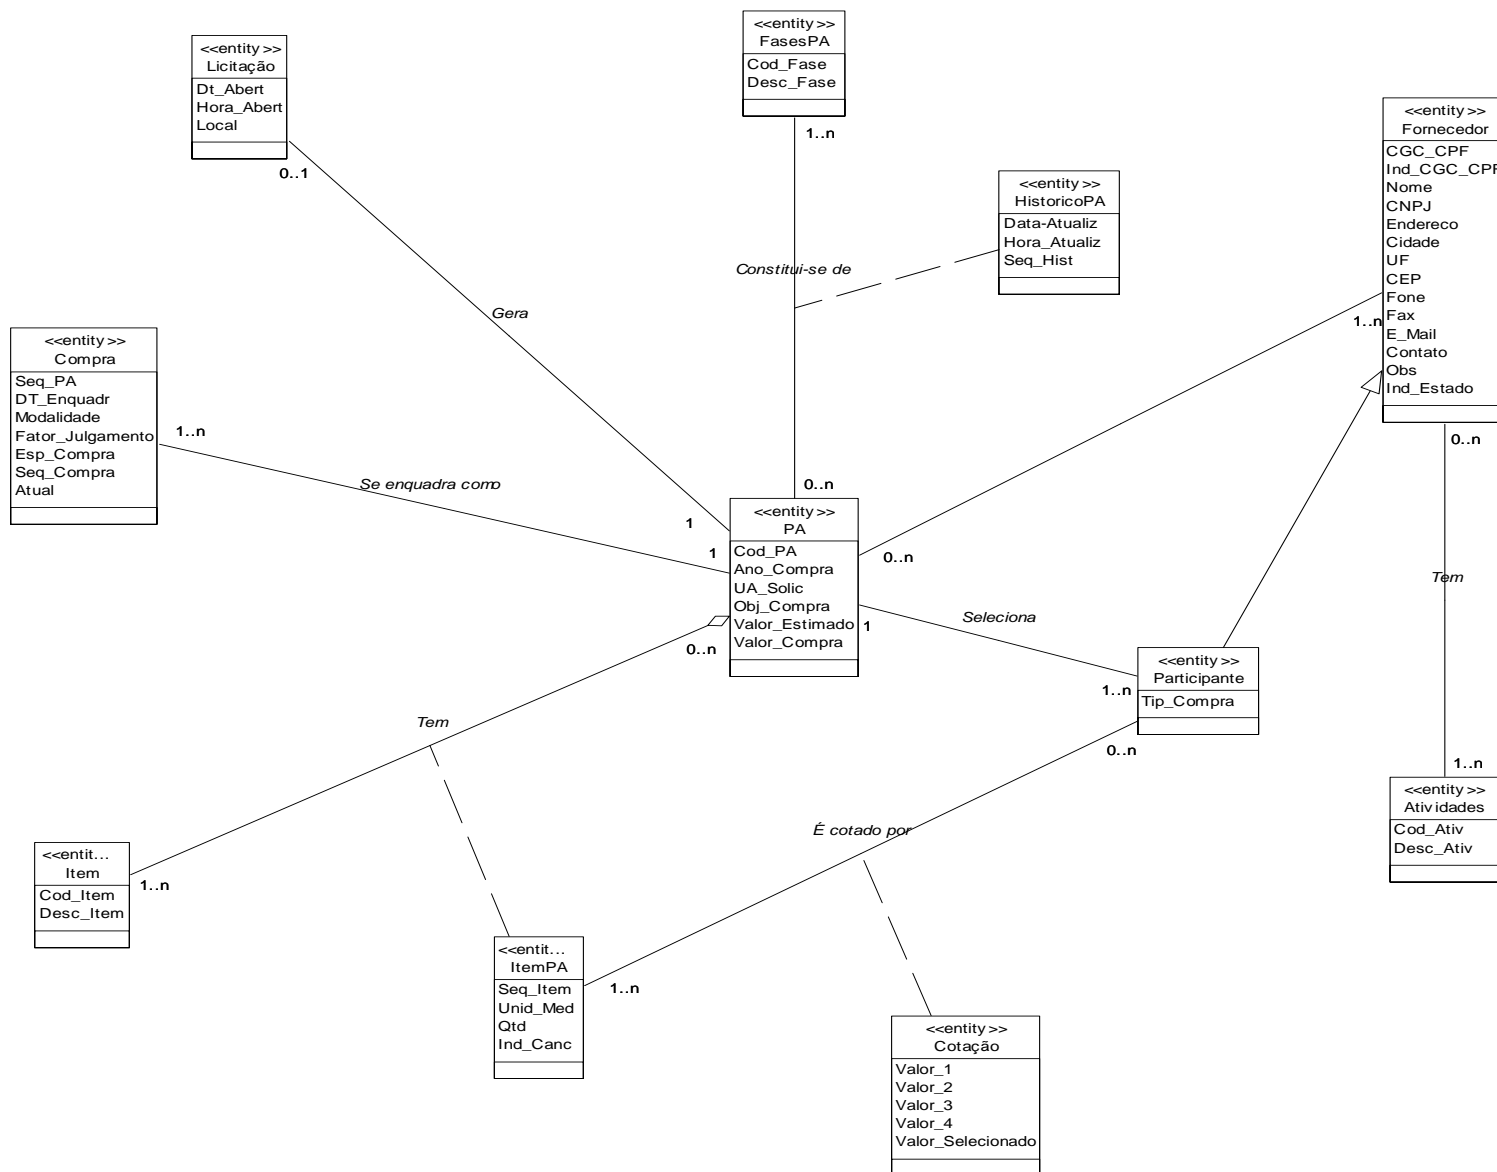 <<entity>>
FasesPA
Cod_Fase
Desc_Fase
1..n
<<entity>>
Licitação
Dt_Abert
Hora_Abert
Local
0..1
<<entity>>
Fornecedor
CGC_CPF
Ind_CGC_CPF
Nome
CNPJ
Endereco
Cidade
UF
CEP
Fone
Fax
E_Mail
Contato
Obs
Ind_Estado
1..n
0..n
<<entity>>
HistoricoPA
Data-Atualiz
Hora_Atualiz
Seq_Hist
Constitui-se de
Gera
<<entity>>
Compra
Seq_PA
DT_Enquadr
Modalidade
Fator_Julgamento
Esp_Compra
Seq_Compra
Atual
1..n
Se enquadra como
0..n
1
1
<<entity>>
PA
Cod_PA
Ano_Compra
UA_Solic
Obj_Compra
Valor_Estimado
Valor_Compra
0..n
1
0..n
Seleciona
Tem
<<entity>>
Participante
Tip_Compra
1..n
0..n
Tem
1..n
<<entity>>
Atividades
Cod_Ativ
Desc_Ativ
É cotado por
<<entit...
Item
Cod_Item
Desc_Item
1..n
<<entit...
ItemPA
Seq_Item
Unid_Med
Qtd
Ind_Canc
1..n
<<entity>>
Cotação
Valor_1
Valor_2
Valor_3
Valor_4
Valor_Selecionado